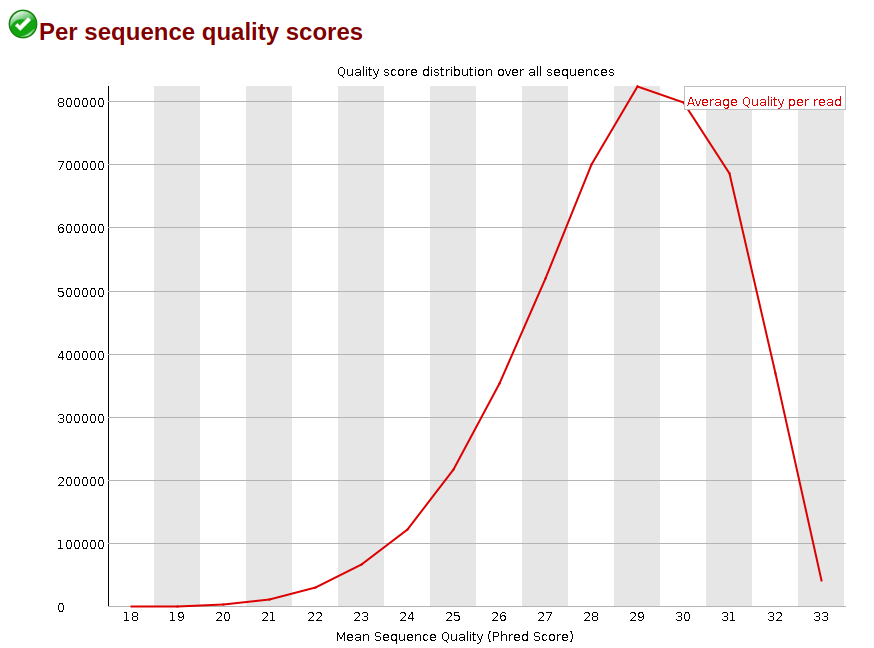 Per sequence quality scores
Quality score distribution over all sequences
Average Quality per read
800000
700000
600000
500000
400000
300000
200000
100000
0
18 19 20 21 22 23 24 25 26 27 28 29 30 31 32 33
Mean Sequence Quality (Phred Score)